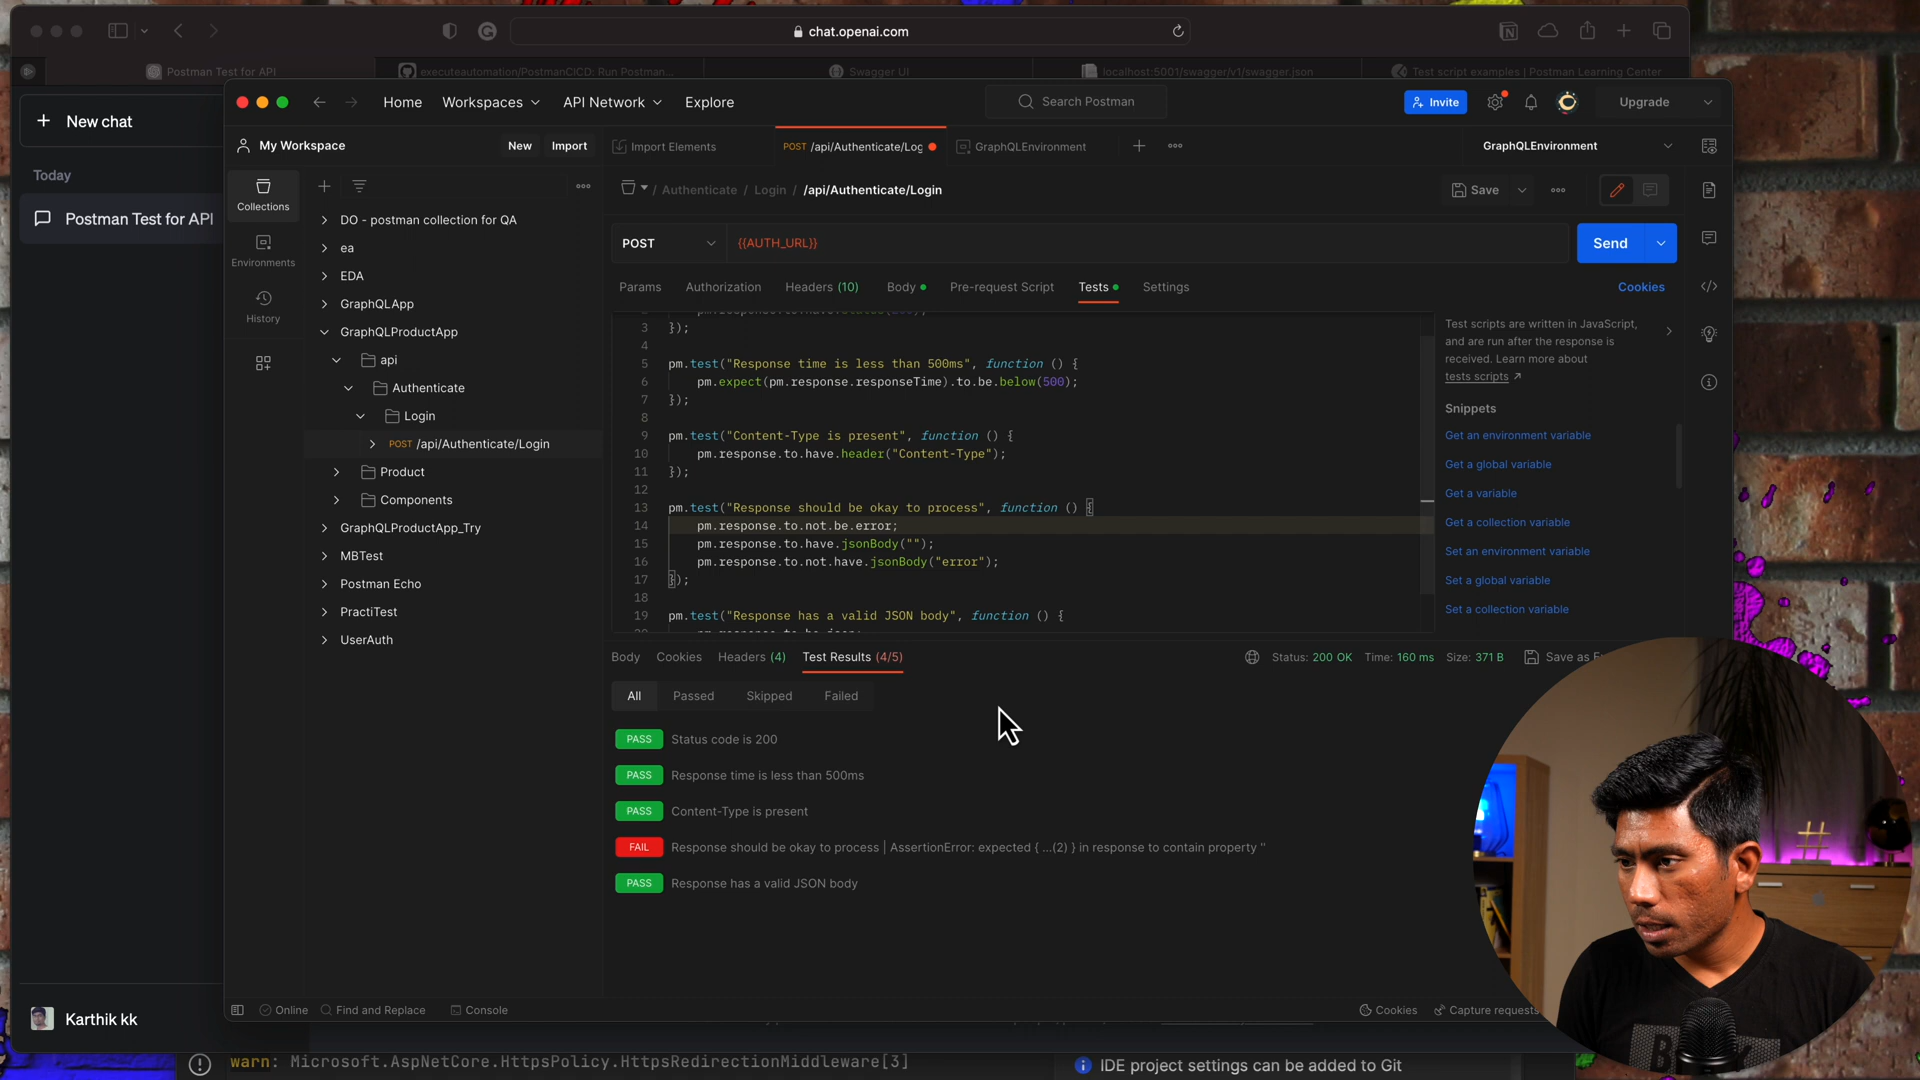 chat.openai.com
Postman Test for API
executeautomation/PostmanCICD: Run Postman...
Swagger UI
localhost:5001/swagger/v1/swagger.json
Test script examples | Postman Learning Center
New chat
Today
Postman Test for API
Karthik kk
Home
Workspaces
API Network
Explore
Search Postman
Invite
Upgrade
My Workspace
New
Import
Import Elements
POST /api/Authenticate/Log
GraphQLEnvironment
GraphQLEnvironment
Collections
Environments
History
DO - postman collection for QA
ea
EDA
GraphQLApp
GraphQLProductApp
api
Authenticate
Login
POST /api/Authenticate/Login
Product
Components
GraphQLProductApp_Try
MBTest
Postman Echo
PractiTest
UserAuth
/ Authenticate / Login / /api/Authenticate/Login
Save
POST
{{AUTH_URL}}
Send
Params
Authorization
Headers (10)
Body
Pre-request Script
Tests
Settings
Cookies
3 });
4
5 pm.test("Response time is less than 500ms", function () {
6 pm.expect(pm.response.responseTime).to.be.below(500);
7 });
8
9 pm.test("Content-Type is present", function () {
10 pm.response.to.have.header("Content-Type");
11 });
12
13 pm.test("Response should be okay to process", function () {
14 pm.response.to.not.be.error;
15 pm.response.to.have.jsonBody("");
16 pm.response.to.not.have.jsonBody("error");
17 });
18
19 pm.test("Response has a valid JSON body", function () {
Test scripts are written in JavaScript,
and are run after the response is
received. Learn more about
tests scripts
Snippets
Get an environment variable
Get a global variable
Get a variable
Get a collection variable
Set an environment variable
Set a global variable
Set a collection variable
Body
Cookies
Headers (4)
Test Results (4/5)
Status: 200 OK
Time: 160 ms
Size: 371 B
Save as
All
Passed
Skipped
Failed
PASS Status code is 200
PASS Response time is less than 500ms
PASS Content-Type is present
FAIL Response should be okay to process | AssertionError: expected { …(2) } in response to contain property ''
PASS Response has a valid JSON body
Online
Find and Replace
Console
Cookies
Capture requests
warn: Microsoft.AspNetCore.HttpsPolicy.HttpsRedirectionMiddleware[3]
IDE project settings can be added to Git